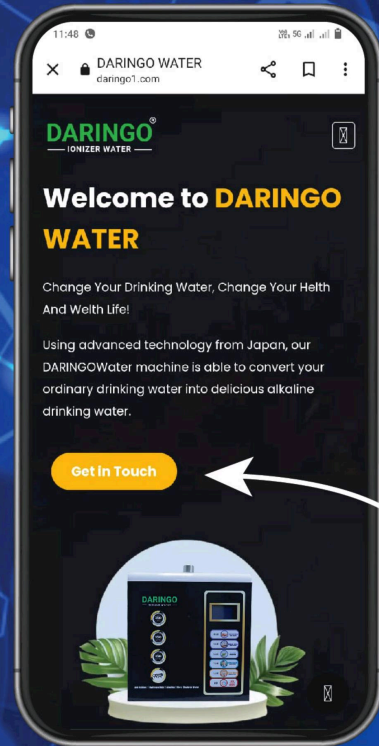 11:48
5G
DARINGO WATER
daringo1.com
DARINGO®
IONIZER WATER
Welcome to DARINGO
WATER
Change Your Drinking Water, Change Your Helth
And Welth Life!
Using advanced technology from Japan, our
DARINGOWater machine is able to convert your
ordinary drinking water into delicious alkaline
drinking water.
Get in Touch
DARINGO